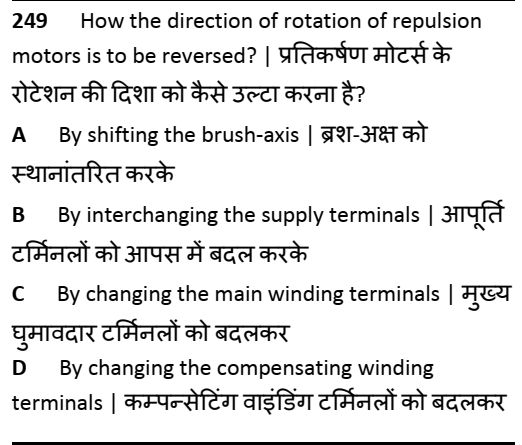 249 How the direction of rotation of repulsion
motors is to be reversed? | प्रतिकर्षण मोटर्स के
रोटेशन की दिशा को कैसे उल्टा करना है?
A By shifting the brush-axis | ब्रश-अक्ष को
स्थानांतरित करके
B By interchanging the supply terminals | आपूर्ति
टर्मिनलों को आपस में बदल करके
C By changing the main winding terminals | मुख्य
घुमावदार टर्मिनलों को बदलकर
D By changing the compensating winding
terminals | कम्पन्सेटिंग वाइंडिंग टर्मिनलों को बदलकर